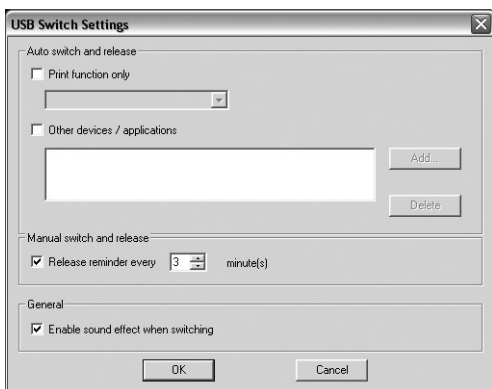 USB Switch Settings
Auto switch and release
Print function only
Other devices / applications
Add...
Delete
Manual switch and release
Release reminder every 3 minute(s)
General
Enable sound effect when switching
OK Cancel